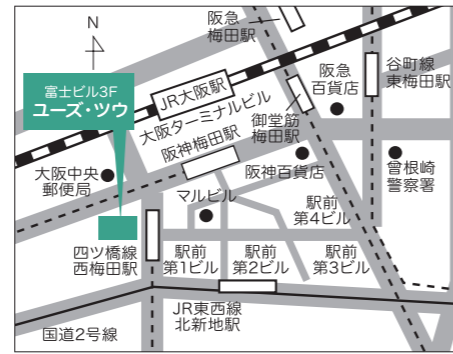 N
阪急
梅田駅
富士ビル3F
ユーズ・ツウ
JR大阪駅
大阪ターミナルビル
阪神梅田駅
御堂筋
梅田駅
阪急
百貨店
谷町線
東梅田駅
大阪中央
郵便局
マルビル
阪神百貨店
曾根崎
警察署
駅前
第4ビル
四ツ橋線
西梅田駅
駅前
第1ビル
駅前
第2ビル
駅前
第3ビル
JR東西線
北新地駅
国道2号線